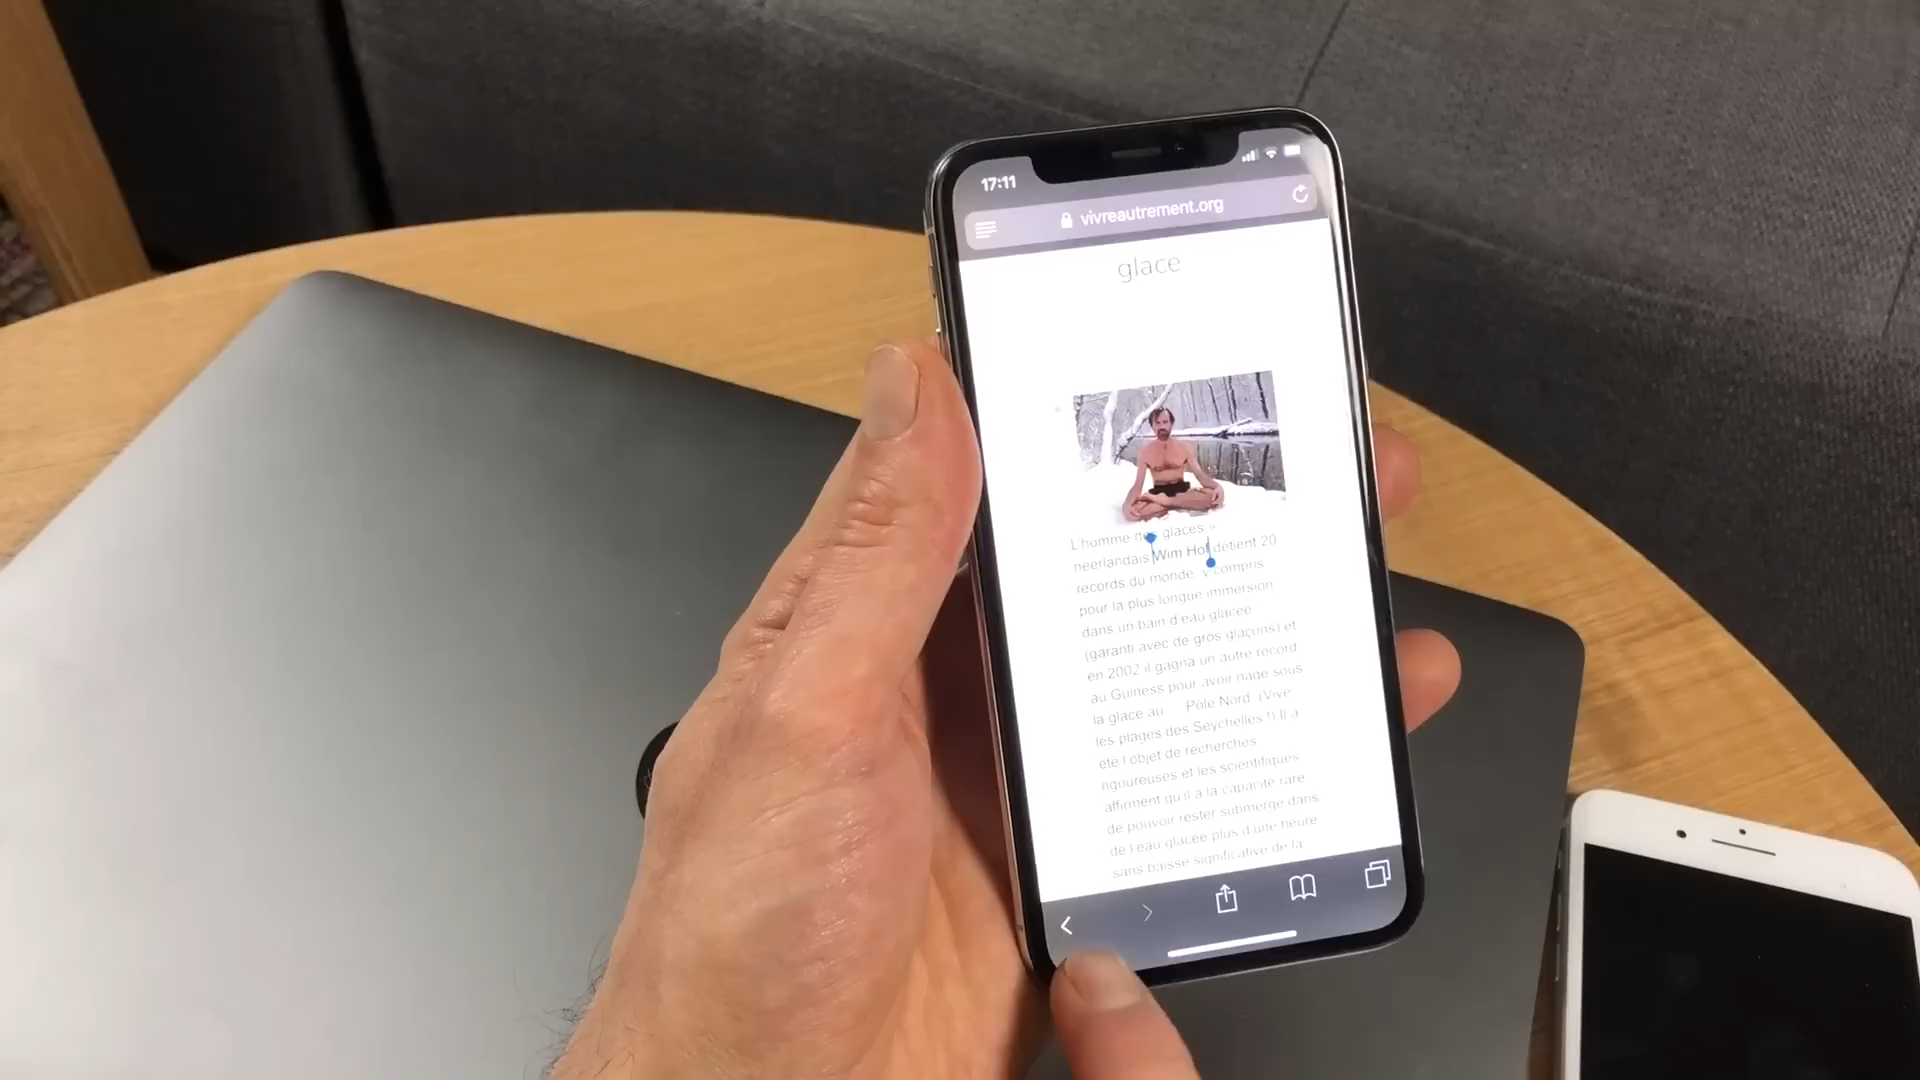 17:11
vivreautrement.org
glace
"
L'homme des glaces "
neerlandais Wim Hof détient 20
records du monde, y compris
pour la plus longue immersion
dans un bain d'eau glacée
(garanti avec de gros glaçons) et
en 2002 il gagna un autre record
au Guiness pour avoir nagé sous
la glace au Pole Nord. (Vive
les plages des Seychelles !) Il a
été l'objet de recherches
rigoureuses et les scientifiques
affirment qu'il a la capacité rare
de pouvoir rester submergé dans
de l'eau glacée plus d'une heure
sans baisse significative de la